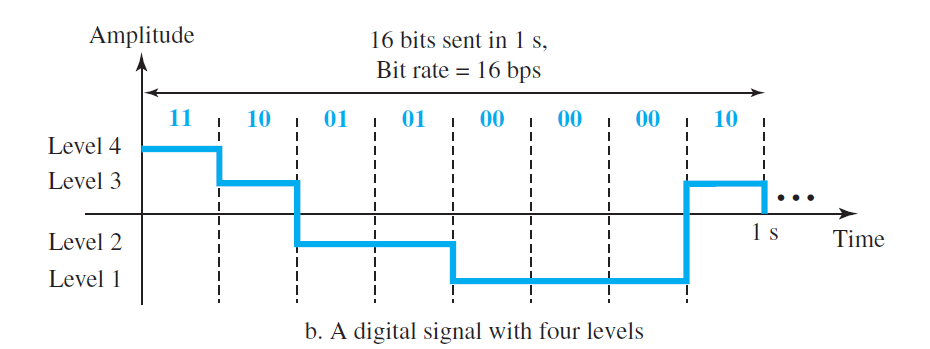 Amplitude
16 bits sent in 1 s,
Bit rate = 16 bps
11 10 01 01 00 00 00 10
Level 4
Level 3
Level 2
Level 1
1 s
Time
b. A digital signal with four levels